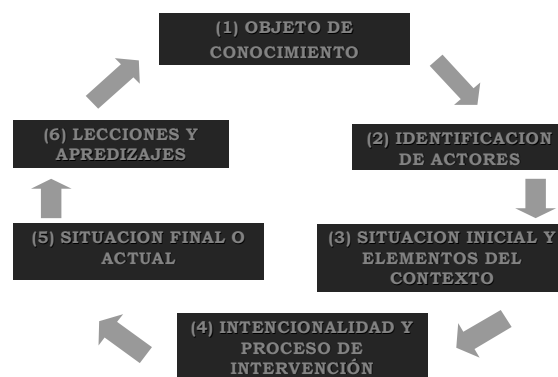 (1) OBJETO DE
CONOCIMIENTO
(2) IDENTIFICACION
DE ACTORES
(3) SITUACION INICIAL Y
ELEMENTOS DEL
CONTEXTO
(4) INTENCIONALIDAD Y
PROCESO DE
INTERVENCIÓN
(5) SITUACION FINAL O
ACTUAL
(6) LECCIONES Y
APREDIZAJES